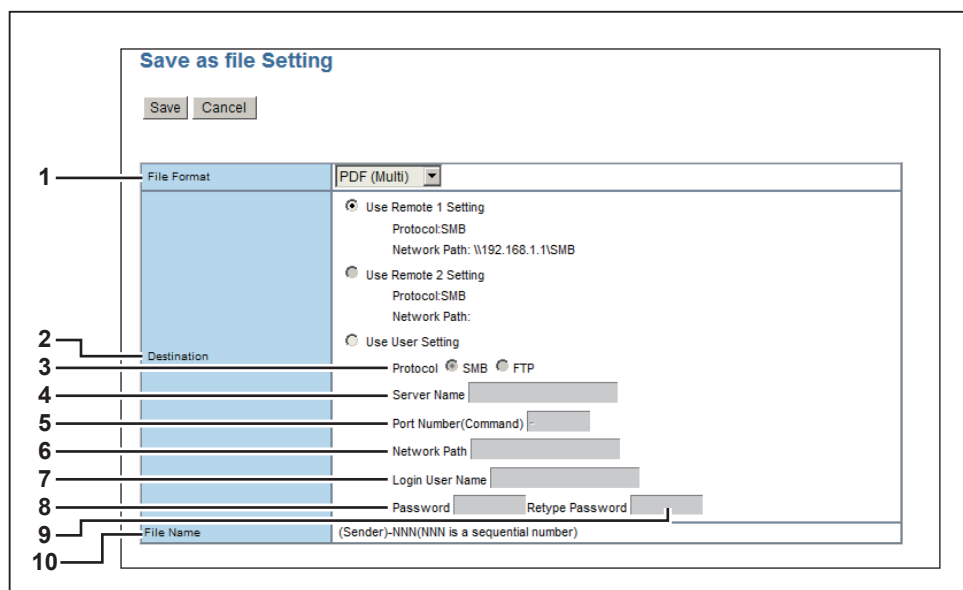 Save as file Setting
Save Cancel
1 File Format PDF (Multi)
Use Remote 1 Setting
Protocol:SMB
Network Path: \\192.168.1.1\SMB
Use Remote 2 Setting
Protocol:SMB
Network Path:
Use User Setting
2 Destination
3 Protocol SMB FTP
4 Server Name
5 Port Number(Command) -
6 Network Path
7 Login User Name
8 Password Retype Password
9
10 File Name (Sender)-NNN(NNN is a sequential number)